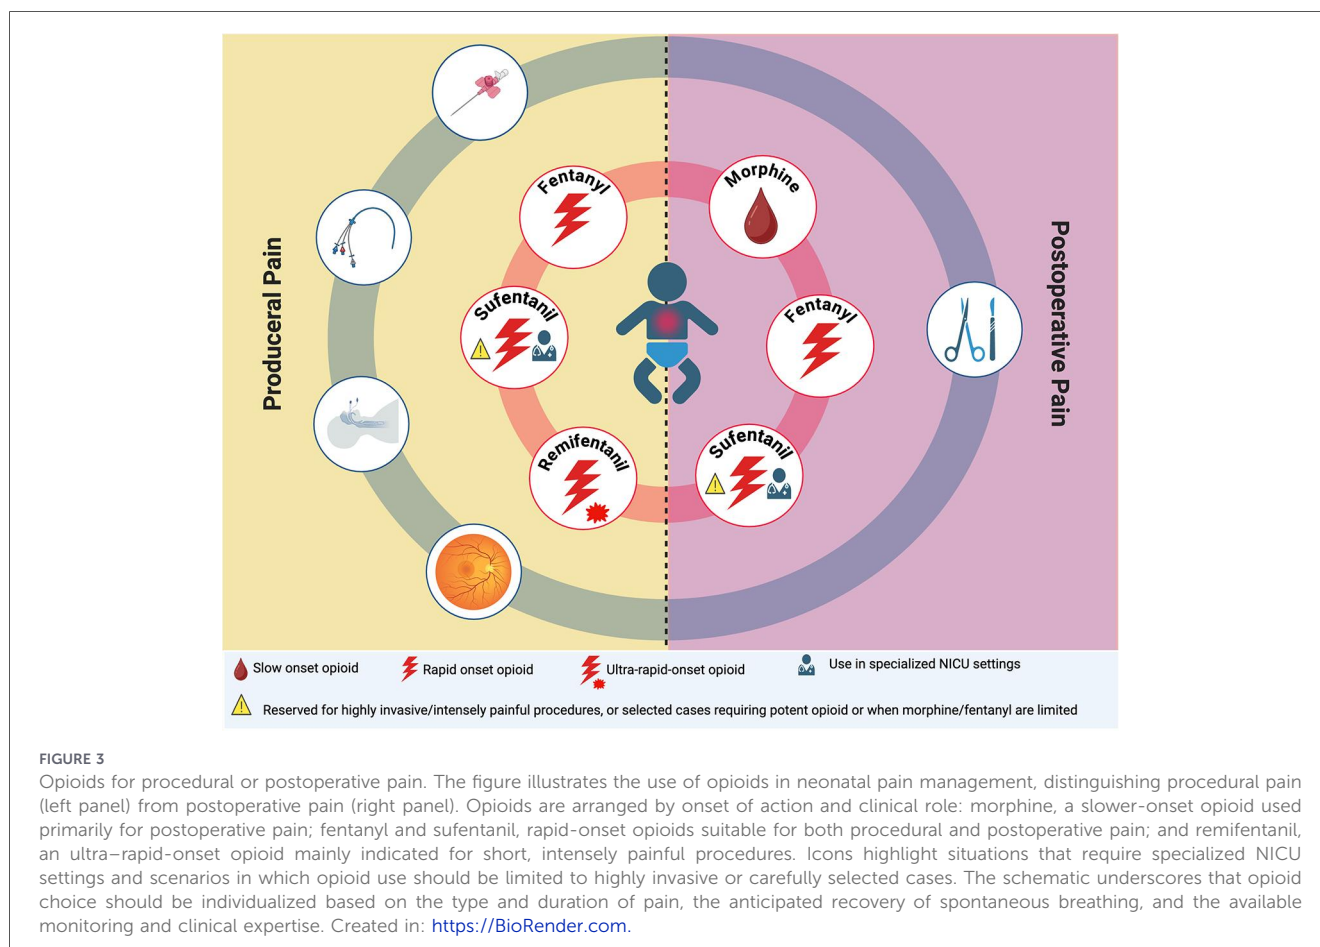 Produceral Pain
Fentanyl
Sufentanil
Remifentanil
Morphine
Fentanyl
Sufentanil
Postoperative Pain
Slow onset opioid
Rapid onset opioid
Ultra-rapid-onset opioid
Use in specialized NICU settings
Reserved for highly invasive/intensely painful procedures, or selected cases requiring potent opioid or when morphine/fentanyl are limited
FIGURE 3
Opioids for procedural or postoperative pain. The figure illustrates the use of opioids in neonatal pain management, distinguishing procedural pain
(left panel) from postoperative pain (right panel). Opioids are arranged by onset of action and clinical role: morphine, a slower-onset opioid used
primarily for postoperative pain; fentanyl and sufentanil, rapid-onset opioids suitable for both procedural and postoperative pain; and remifentanil,
an ultra–rapid-onset opioid mainly indicated for short, intensely painful procedures. Icons highlight situations that require specialized NICU
settings and scenarios in which opioid use should be limited to highly invasive or carefully selected cases. The schematic underscores that opioid
choice should be individualized based on the type and duration of pain, the anticipated recovery of spontaneous breathing, and the available
monitoring and clinical expertise. Created in: https://BioRender.com.